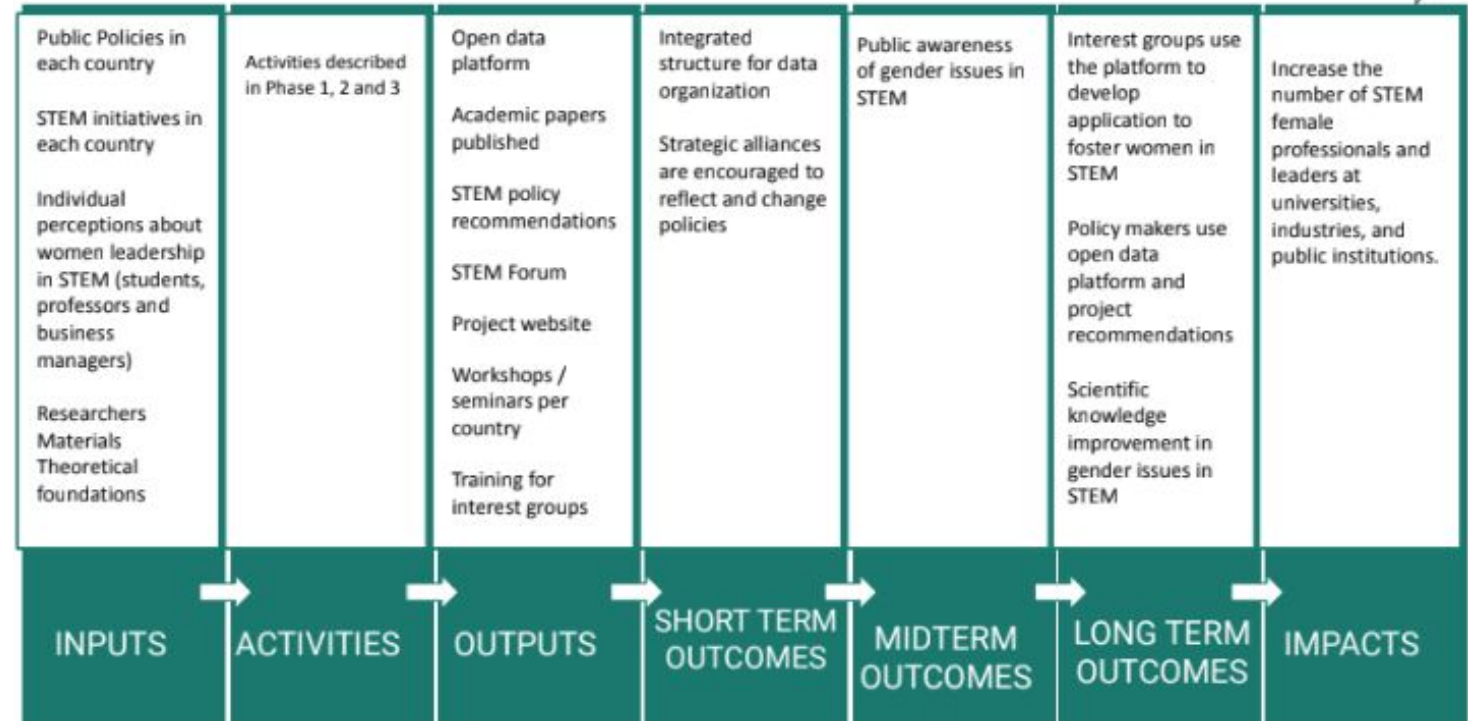 Public Policies in
each country
STEM initiatives in
each country
Individual
perceptions about
women leadership
in STEM (students,
professors and
business
managers)
Researchers
Materials
Theoretical
foundations
INPUTS
Activities described
in Phase 1, 2 and 3
ACTIVITIES
Open data
platform
Academic papers
published
STEM policy
recommendations
STEM Forum
Project website
Workshops /
seminars per
country
Training for
interest groups
OUTPUTS
Integrated
structure for data
organization
Strategic alliances
are encouraged to
reflect and change
policies
SHORT TERM
OUTCOMES
Public awareness
of gender issues in
STEM
MIDTERM
OUTCOMES
Interest groups use
the platform to
develop
application to
foster women in
STEM
Policy makers use
open data
platform and
project
recommendations
Scientific
knowledge
improvement in
gender issues in
STEM
LONG TERM
OUTCOMES
Increase the
number of STEM
female
professionals and
leaders at
universities,
industries, and
public institutions.
IMPACTS